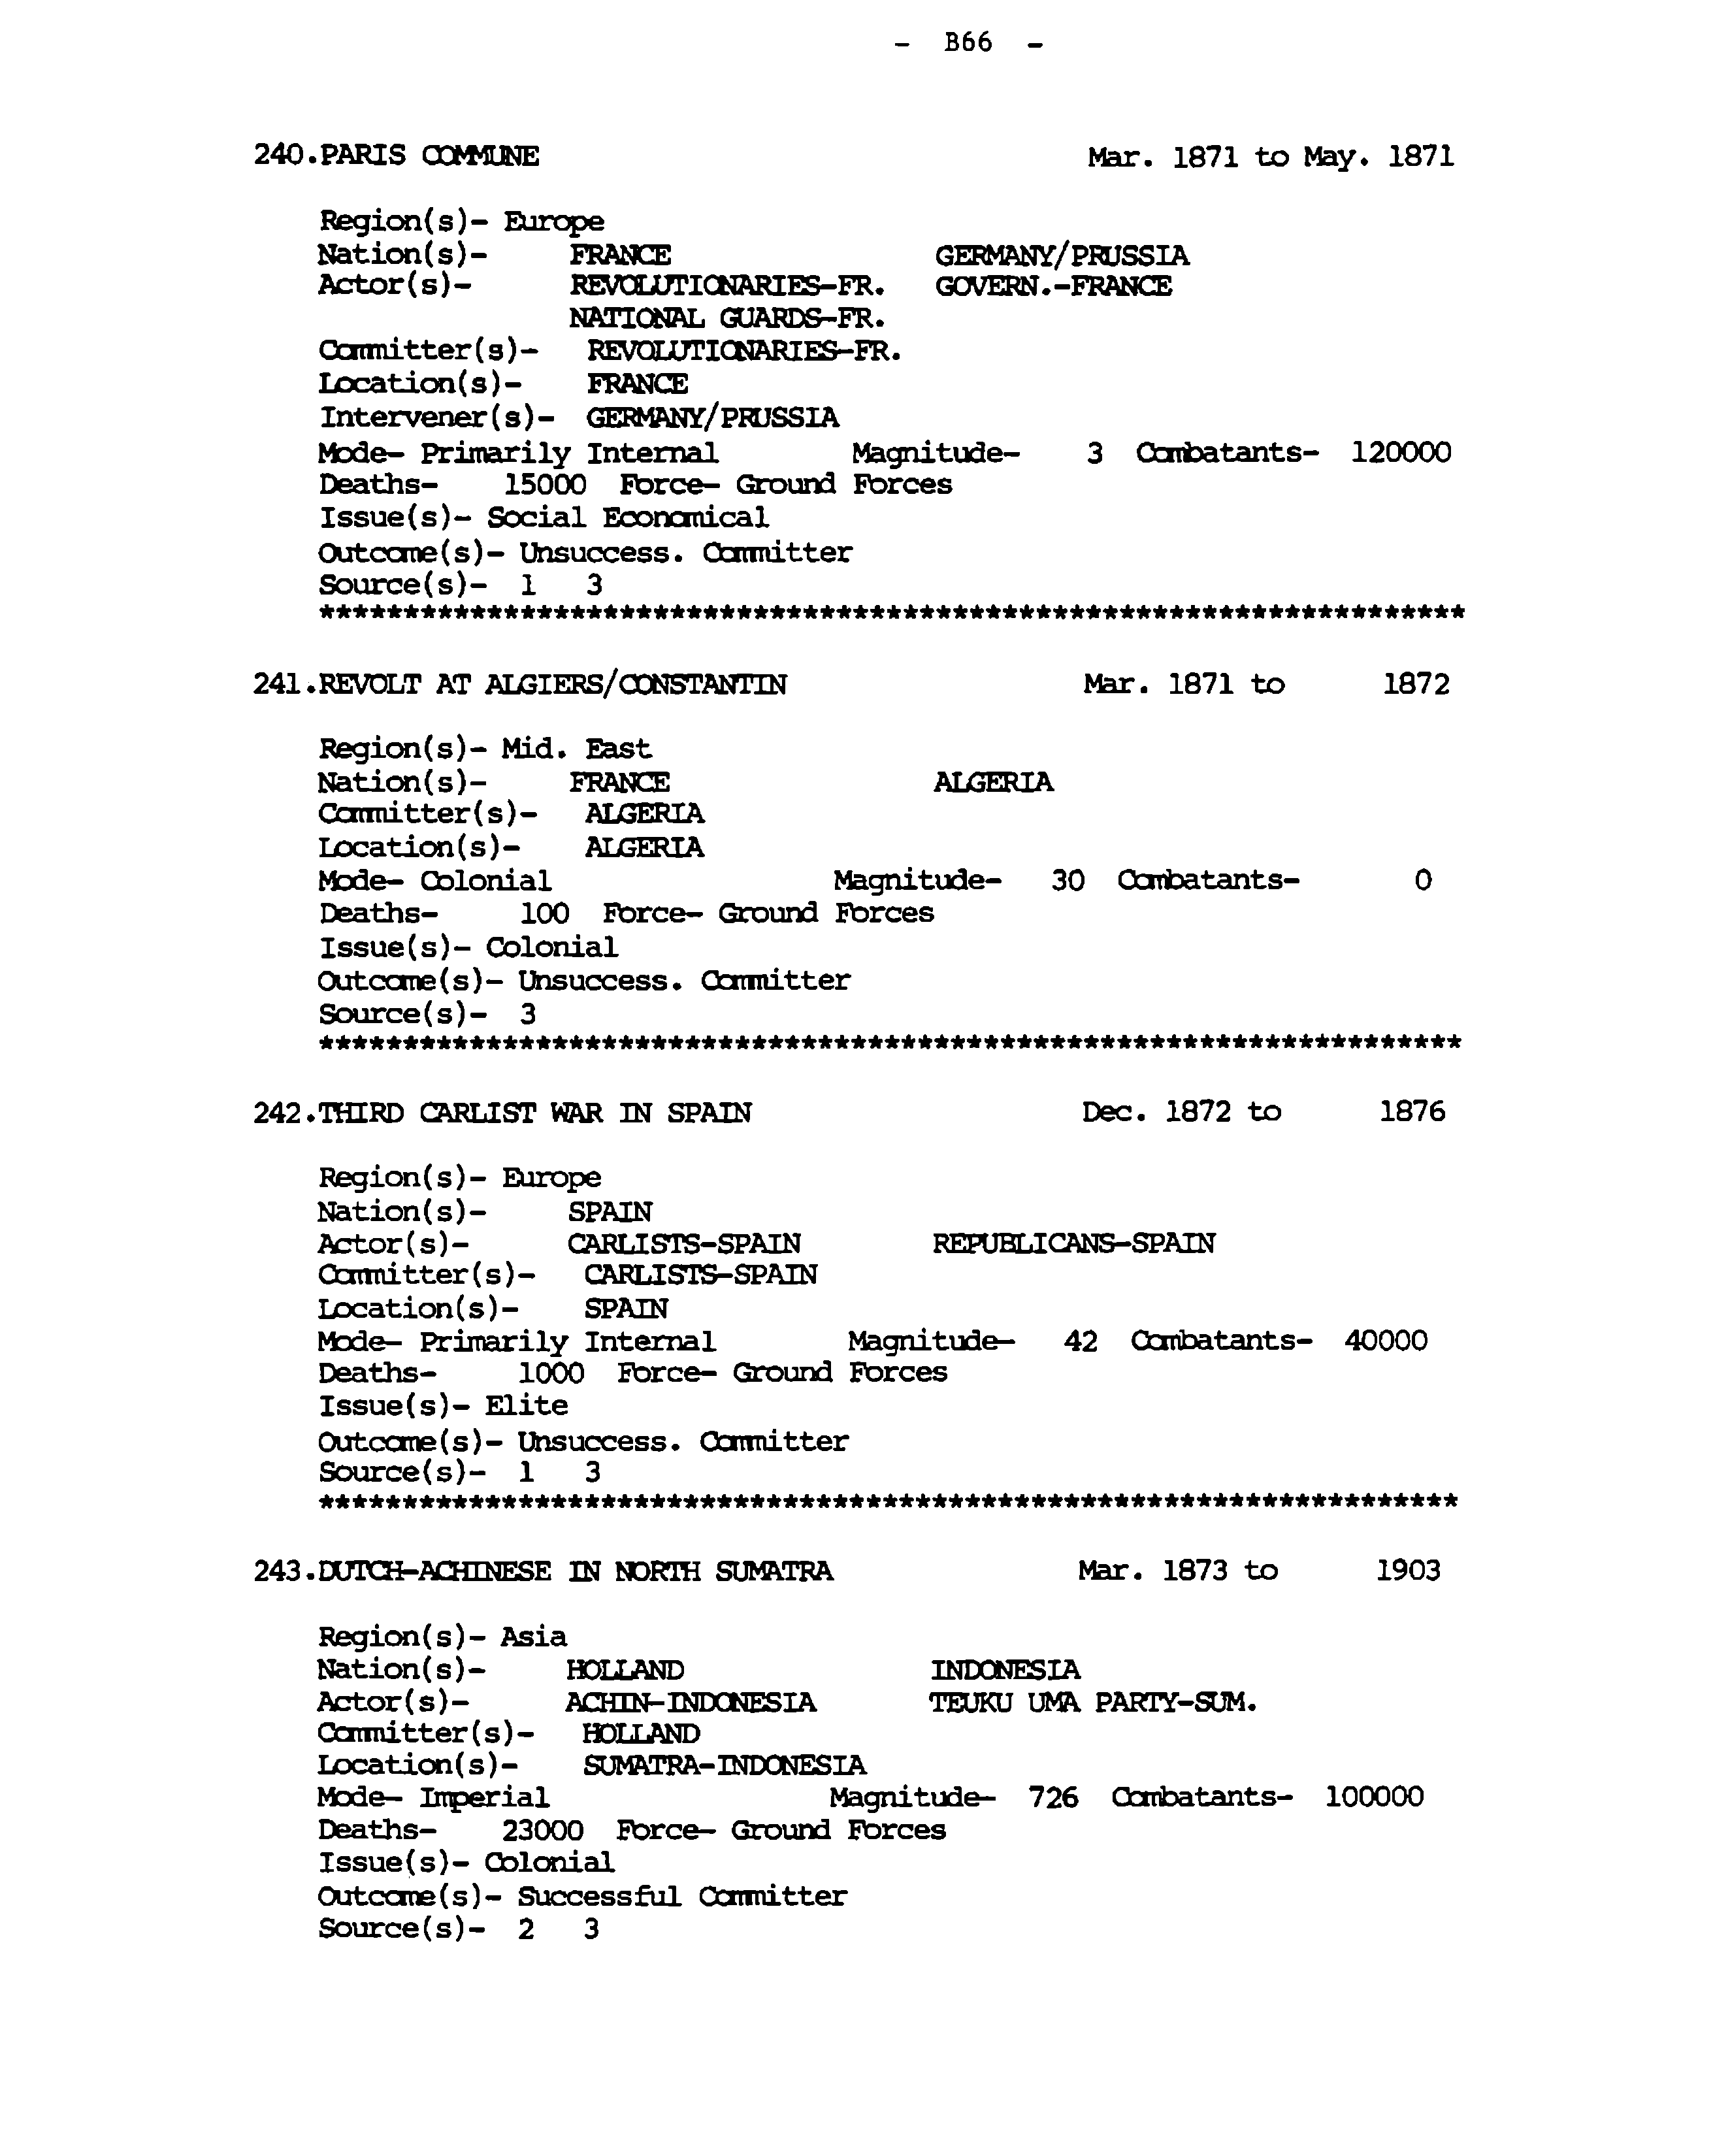 - B66 -
240.PARIS COMMUNE Mar. 1871 to May. 1871
Region(s)- Europe
Nation(s)- FRANCE GERMANY/PRUSSIA
Actor(s)- REVOLUTIONARIES-FR. GOVERN.-FRANCE
NATIONAL GUARDS-FR.
Committer(s)- REVOLUTIONARIES-FR.
Location(s)- FRANCE
Intervener(s)- GERMANY/PRUSSIA
Mode- Primarily Internal Magnitude- 3 Combatants- 120000
Deaths- 15000 Force- Ground Forces
Issue(s)- Social Economical
Outcome(s)- Unsuccess. Committer
Source(s)- 1 3
*********************************************************************
241.REVOLT AT ALGIERS/CONSTANTIN Mar. 1871 to 1872
Region(s)- Mid. East
Nation(s)- FRANCE ALGERIA
Committer(s)- ALGERIA
Location(s)- ALGERIA
Mode- Colonial Magnitude- 30 Combatants- 0
Deaths- 100 Force- Ground Forces
Issue(s)- Colonial
Outcome(s)- Unsuccess. Committer
Source(s)- 3
*********************************************************************
242.THIRD CARLIST WAR IN SPAIN Dec. 1872 to 1876
Region(s)- Europe
Nation(s)- SPAIN
Actor(s)- CARLISTS-SPAIN REPUBLICANS-SPAIN
Committer(s)- CARLISTS-SPAIN
Location(s)- SPAIN
Mode- Primarily Internal Magnitude- 42 Combatants- 40000
Deaths- 1000 Force- Ground Forces
Issue(s)- Elite
Outcome(s)- Unsuccess. Committer
Source(s)- 1 3
*********************************************************************
243.DUTCH-ACHINESE IN NORTH SUMATRA Mar. 1873 to 1903
Region(s)- Asia
Nation(s)- HOLLAND INDONESIA
Actor(s)- ACHIN-INDONESIA TEUKU UMA PARTY-SUM.
Committer(s)- HOLLAND
Location(s)- SUMATRA-INDONESIA
Mode- Imperial Magnitude- 726 Combatants- 100000
Deaths- 23000 Force- Ground Forces
Issue(s)- Colonial
Outcome(s)- Successful Committer
Source(s)- 2 3